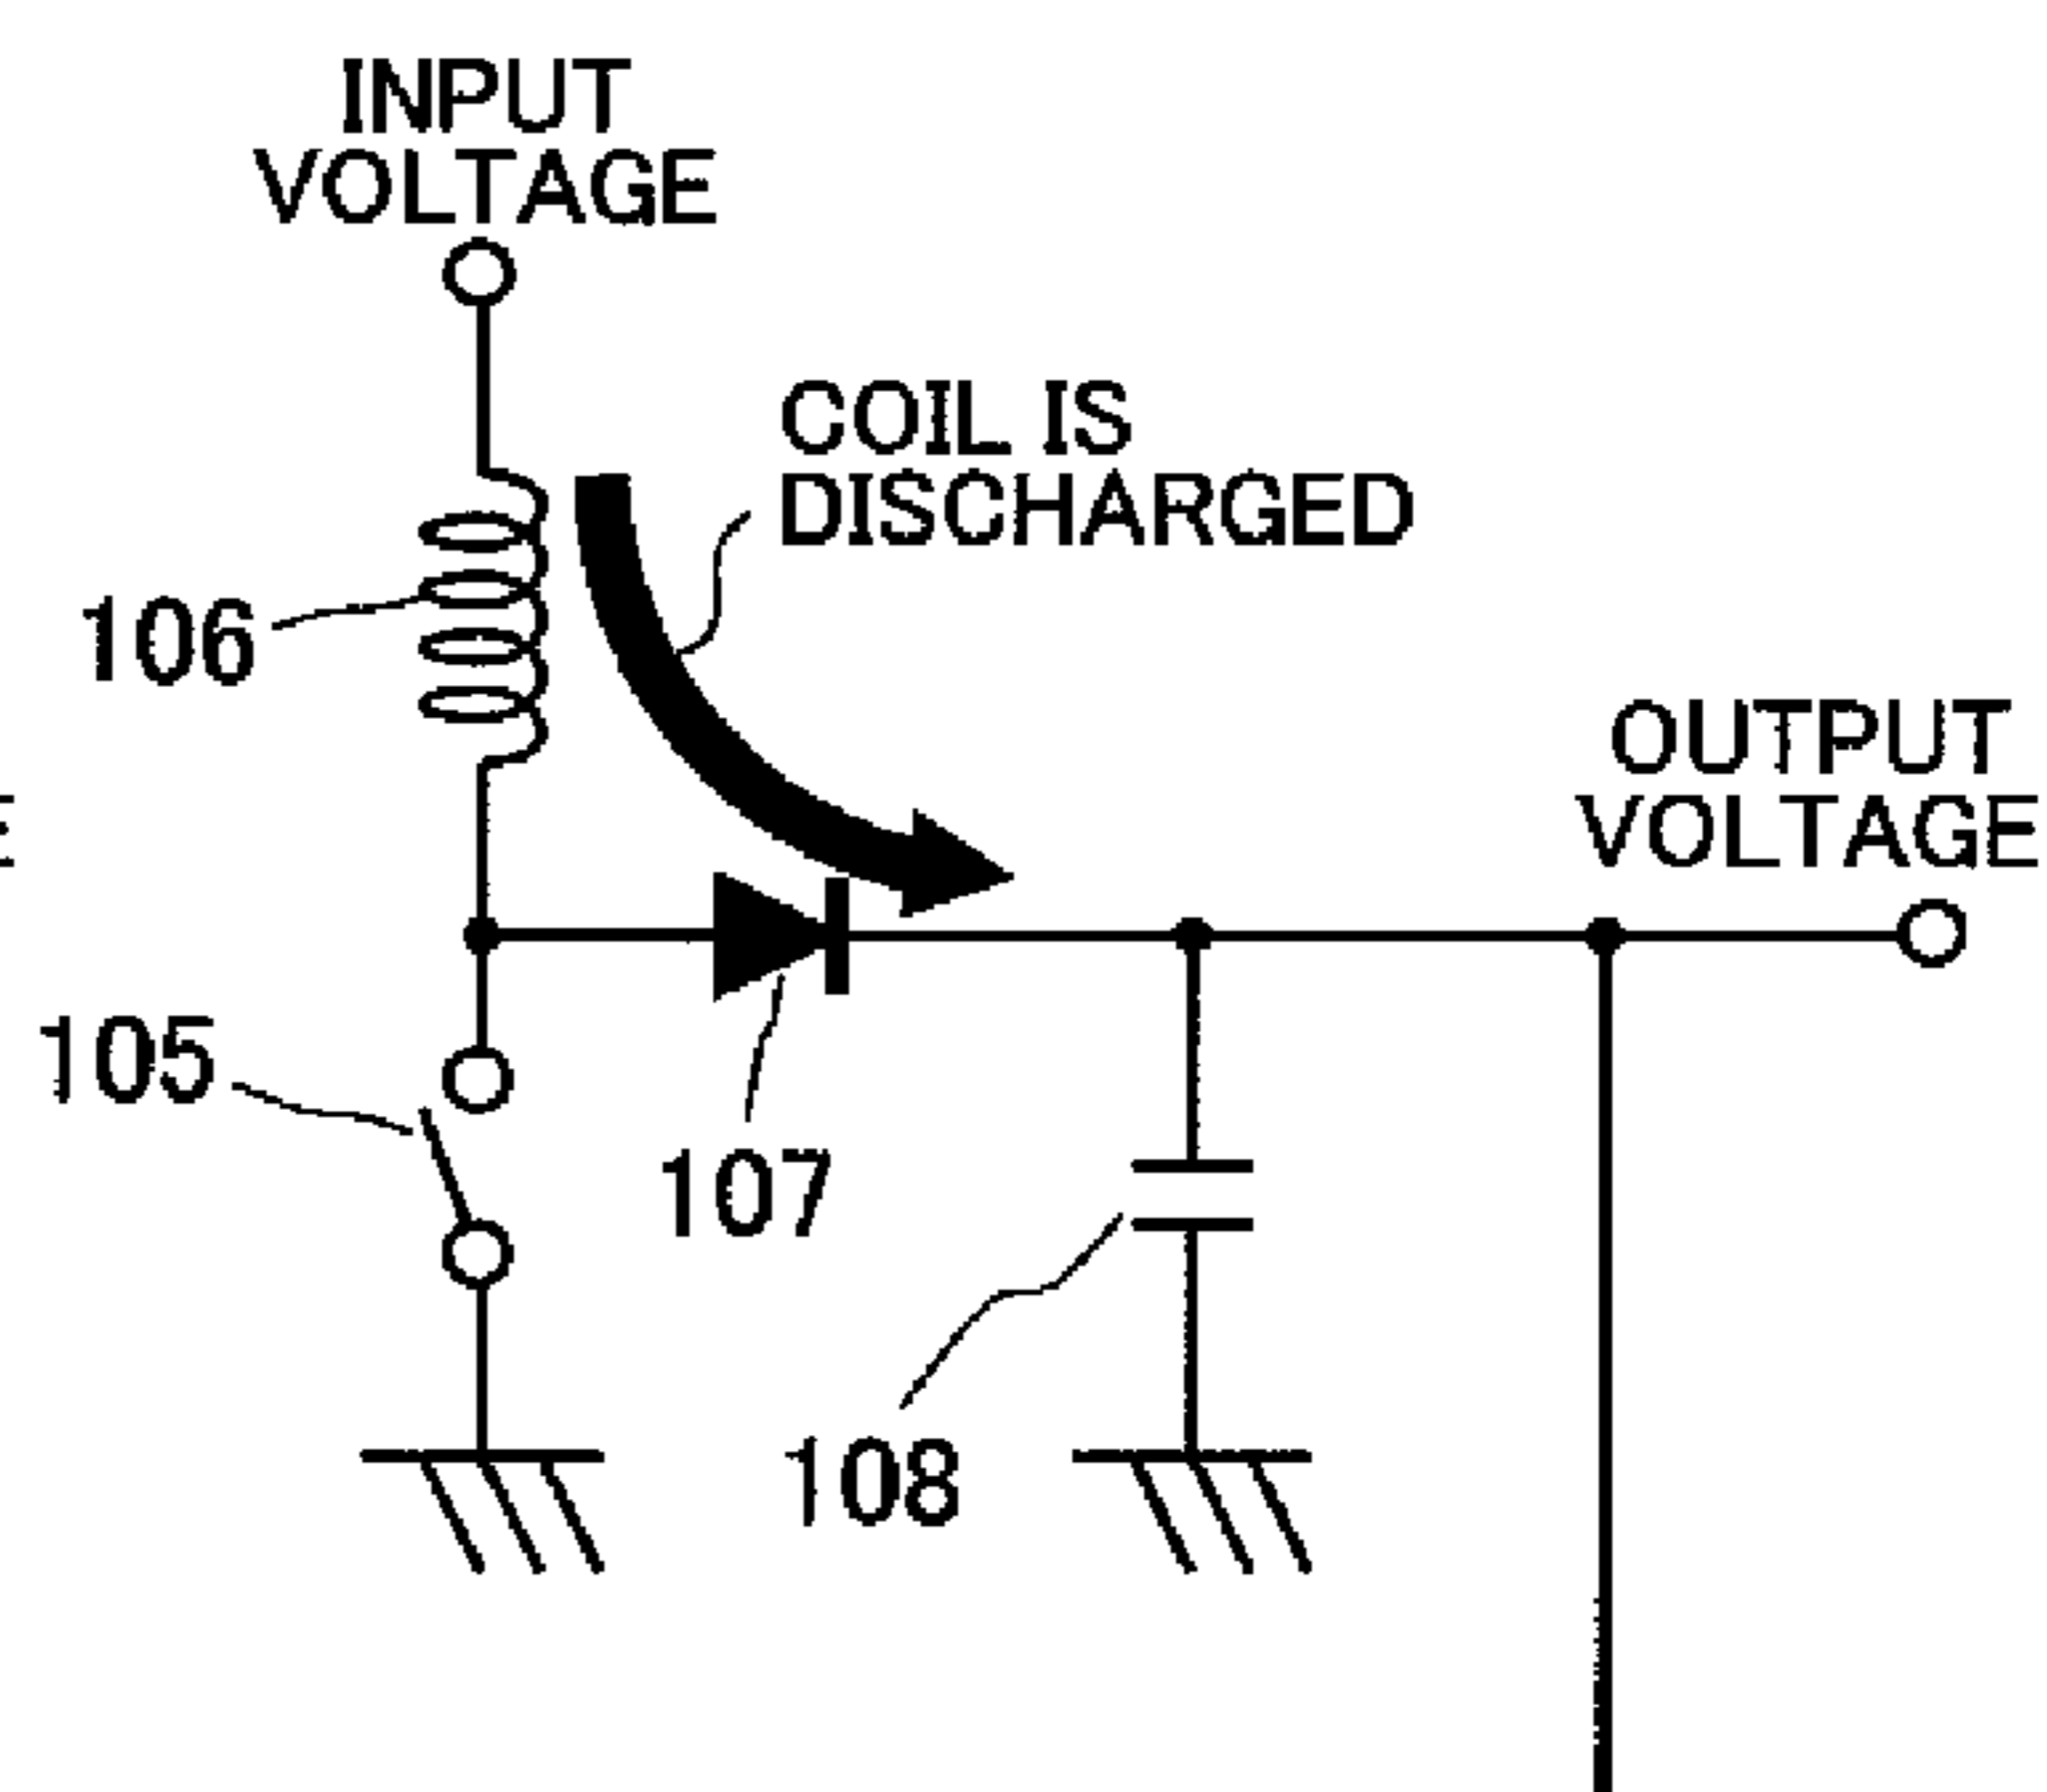 INPUT
VOLTAGE
COIL IS
DISCHARGED
106
OUTPUT
VOLTAGE
105
107
108